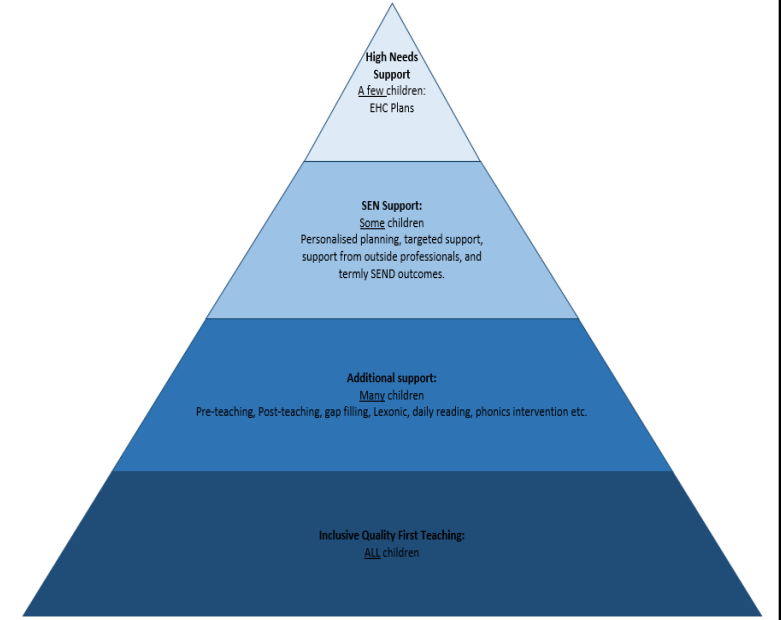 High Needs
Support
A few children:
EHC Plans
SEN Support:
Some children
Personalised planning, targeted support,
support from outside professionals, and
termly SEND outcomes.
Additional support:
Many children
Pre-teaching, Post-teaching, gap filling, Lexonic, daily reading, phonics intervention etc.
Inclusive Quality First Teaching:
ALL children